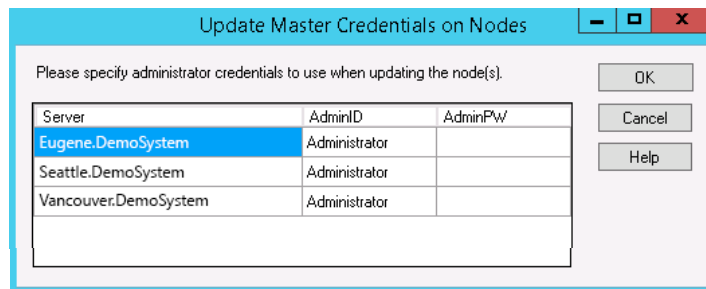 Update Master Credentials on Nodes
Please specify administrator credentials to use when updating the node(s).
OK
Server AdminID AdminPW
Cancel
Eugene.DemoSystem Administrator
Help
Seattle.DemoSystem Administrator
Vancouver.DemoSystem Administrator